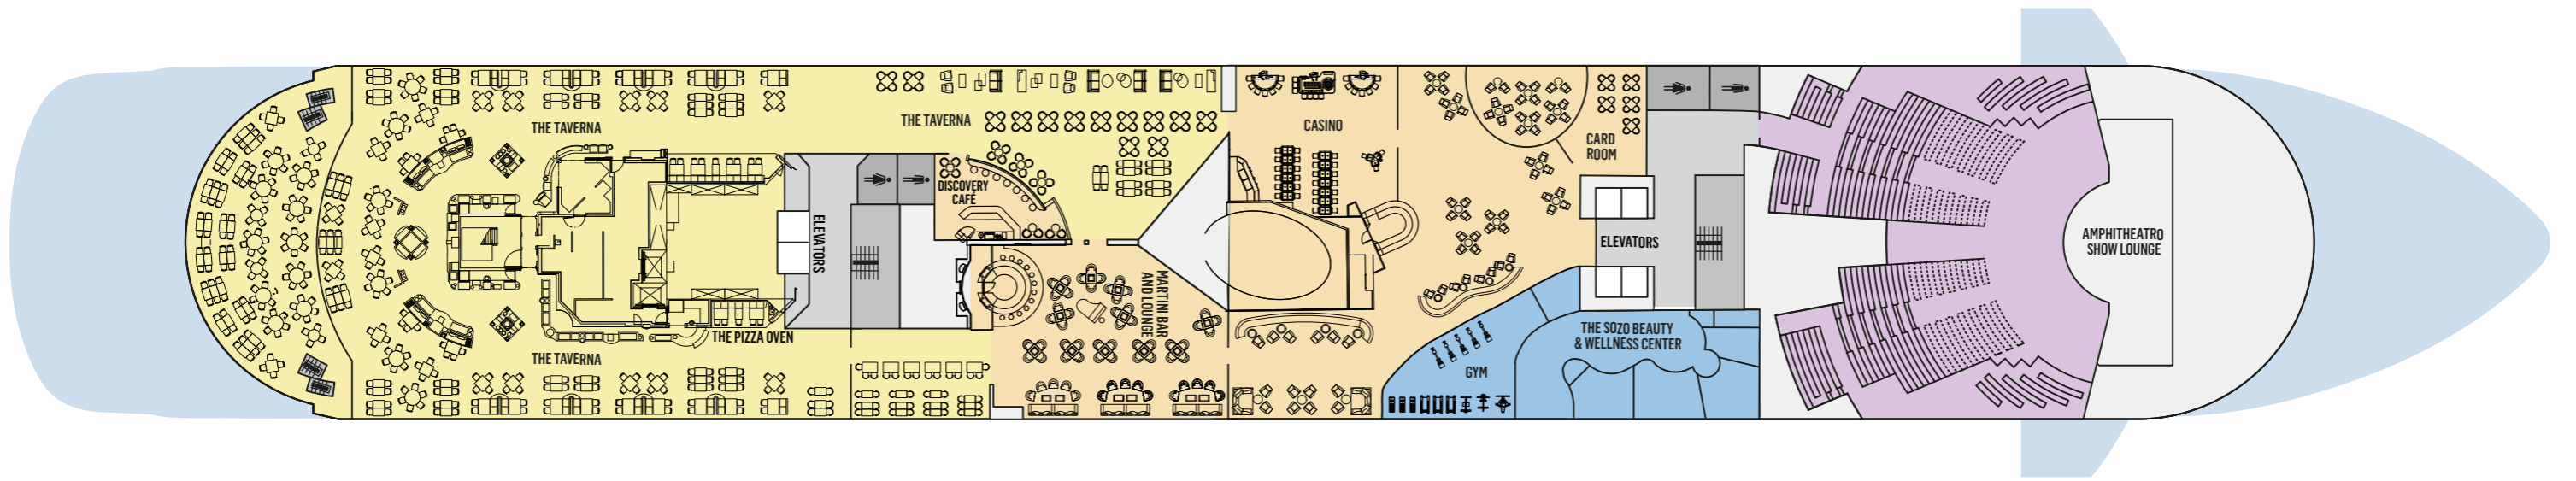 THE TAVERNA
THE TAVERNA
THE PIZZA OVEN
ELEVATORS
THE TAVERNA
DISCOVERY
CAFÉ
MARTINI BAR
AND LOUNGE
CASINO
CARD
ROOM
ELEVATORS
THE SOZO BEAUTY
& WELLNESS CENTER
GYM
AMPHITHEATRO
SHOW LOUNGE